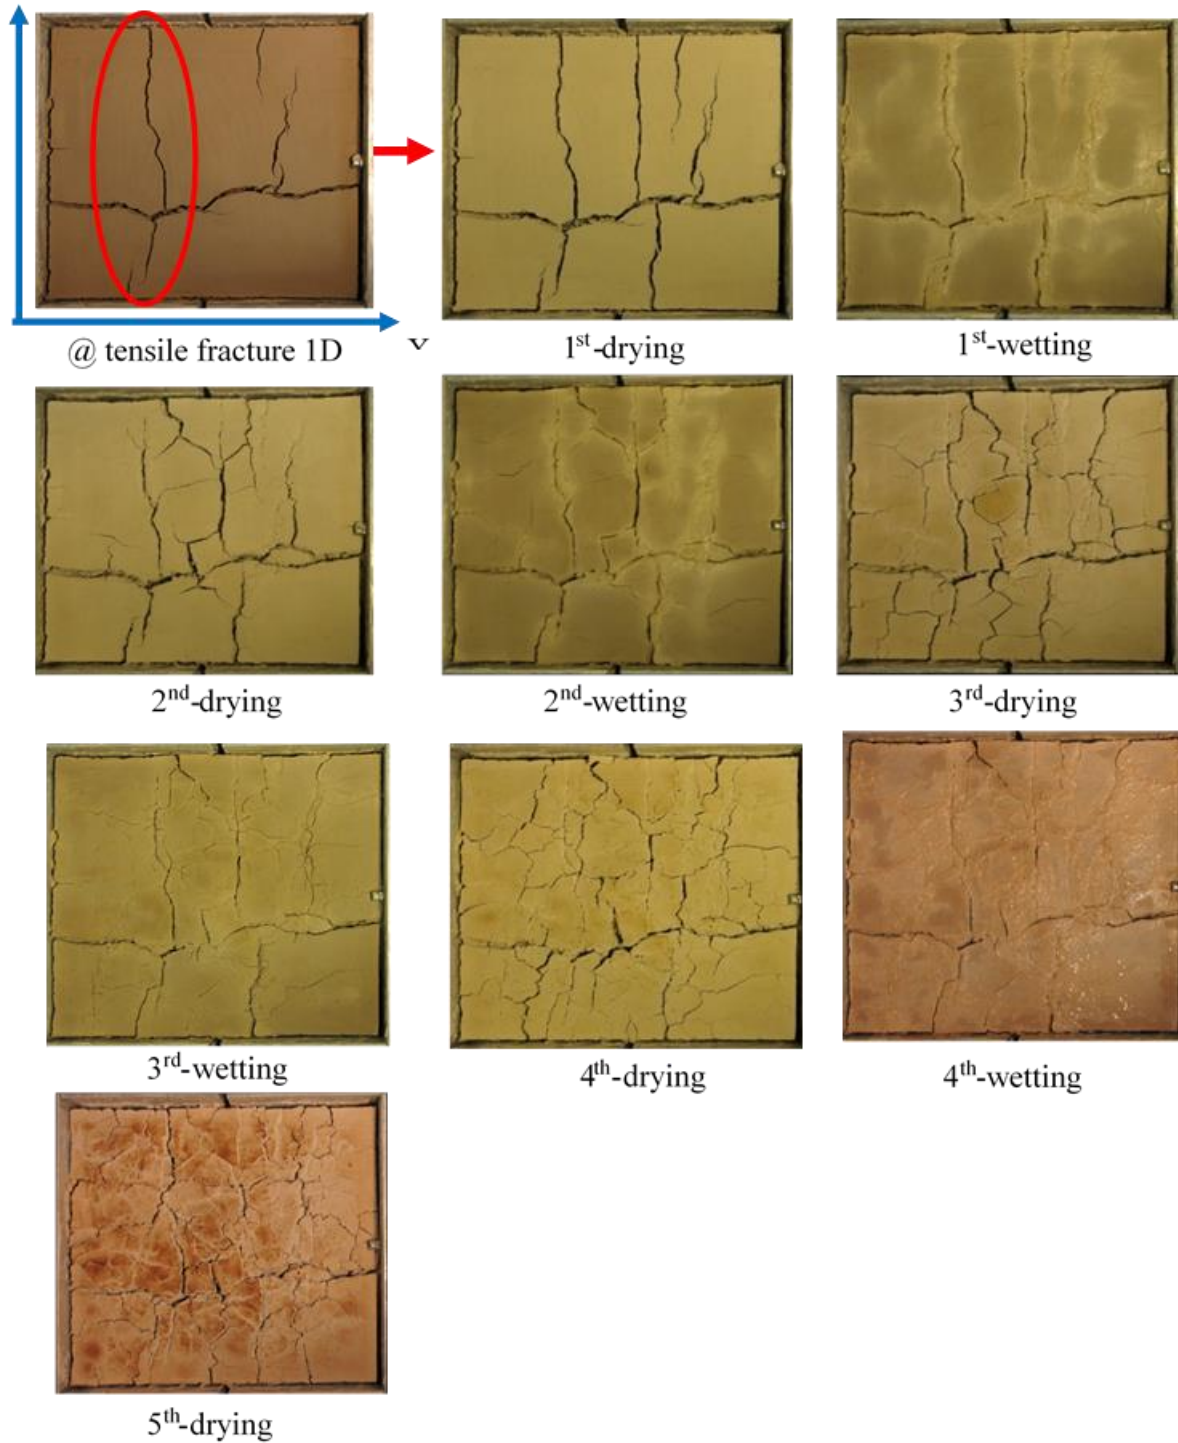 @ tensile fracture 1D
1st-drying
1st-wetting
2nd-drying
2nd-wetting
3rd-drying
3rd-wetting
4th-drying
4th-wetting
5th-drying